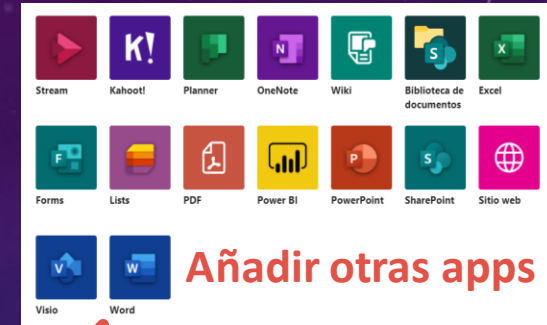 K!
N
S
X
Stream Kahoot! Planner OneNote Wiki Biblioteca de documentos Excel
F
P
S
Forms Lists PDF Power BI PowerPoint SharePoint Sitio web
V
W
Añadir otras apps
Visio Word